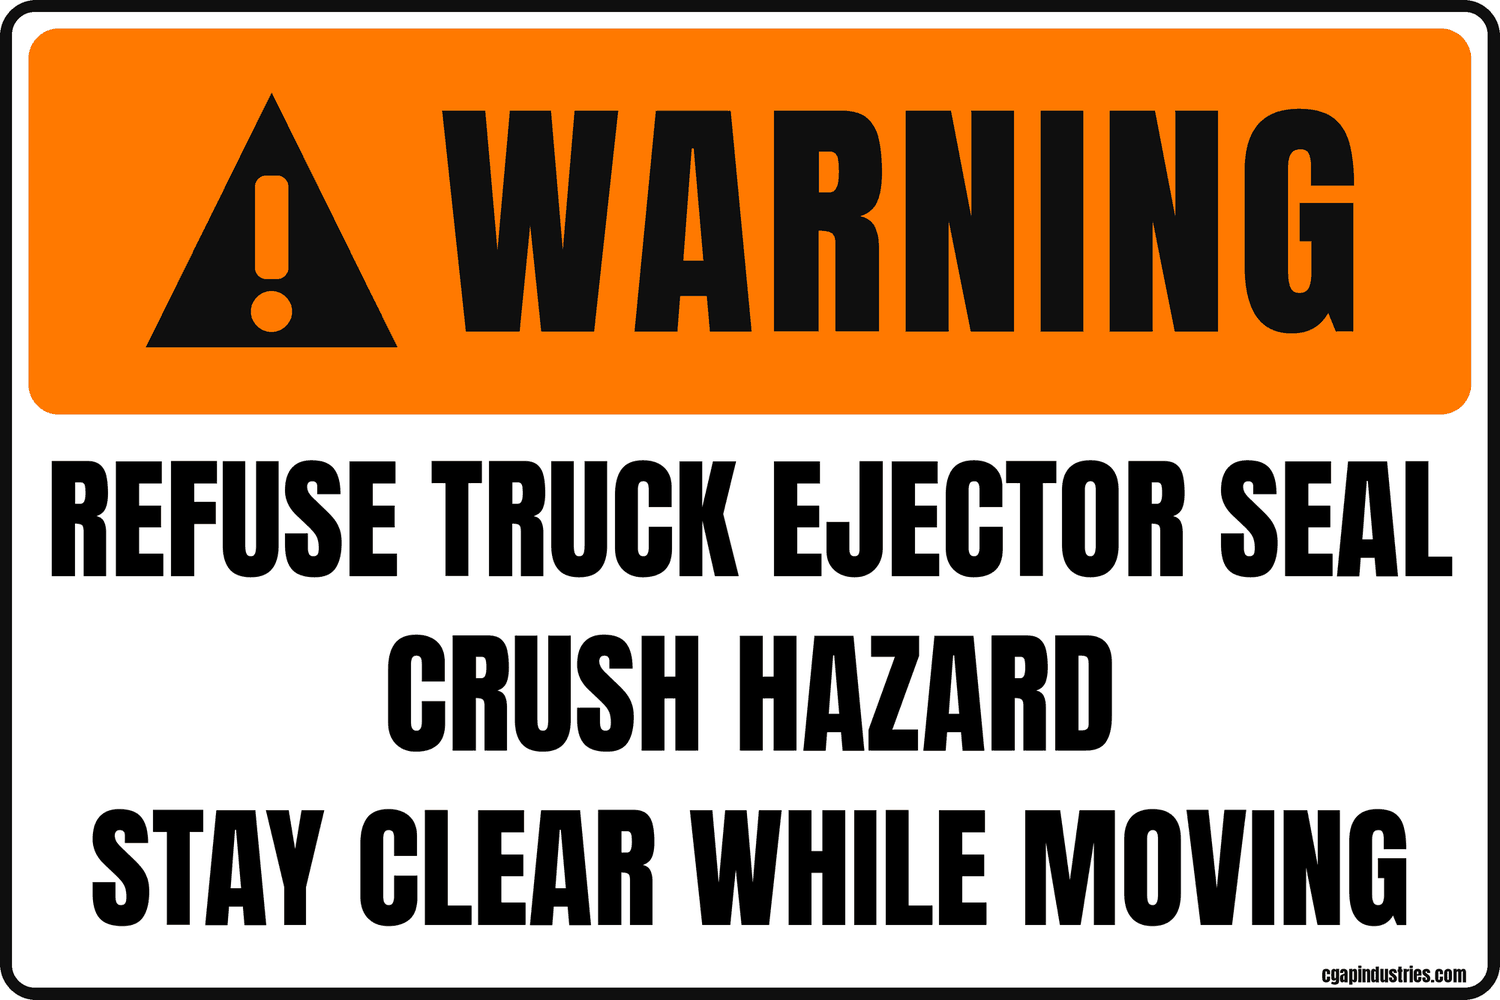 WARNING
REFUSE TRUCK EJECTOR SEAL
CRUSH HAZARD
STAY CLEAR WHILE MOVING
cgapindustries.com